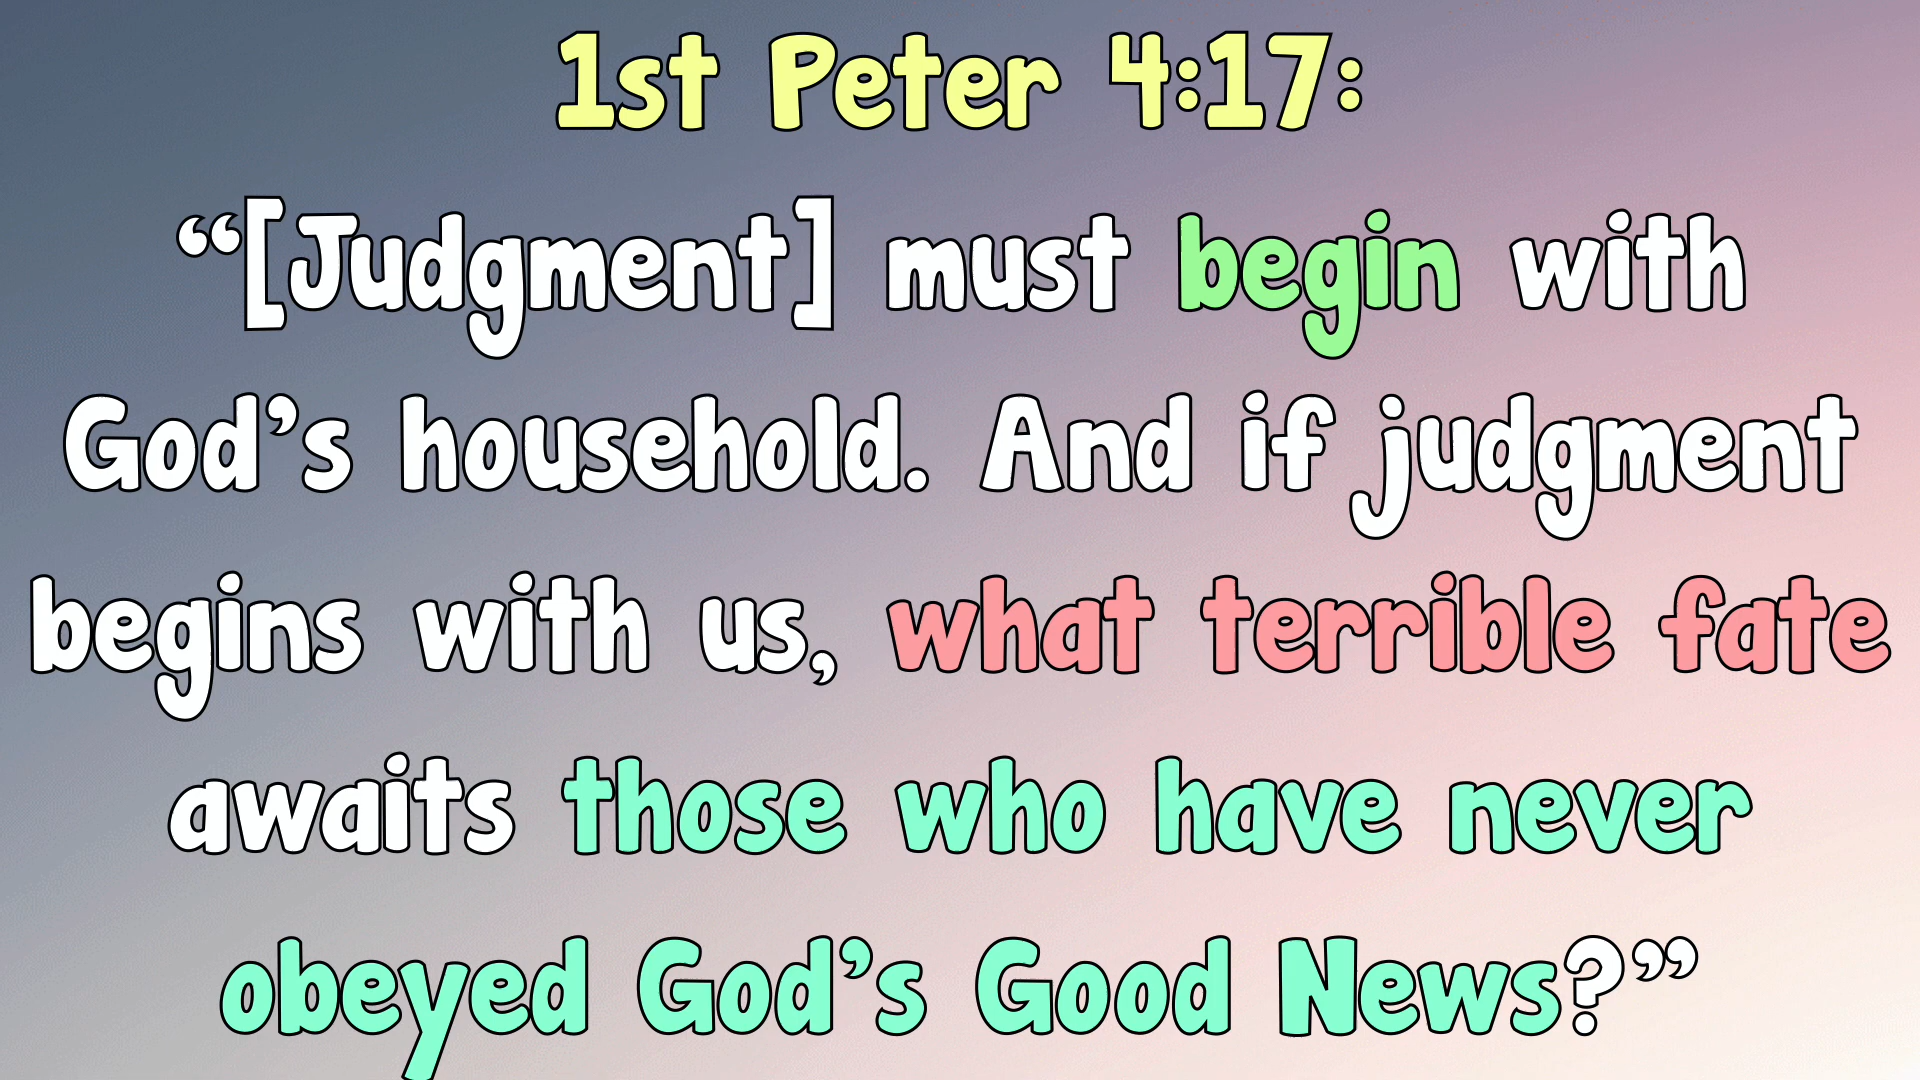 1st Peter 4:17:
“[Judgment] must begin with
God’s household. And if judgment
begins with us, what terrible fate
awaits those who have never
obeyed God’s Good News?”